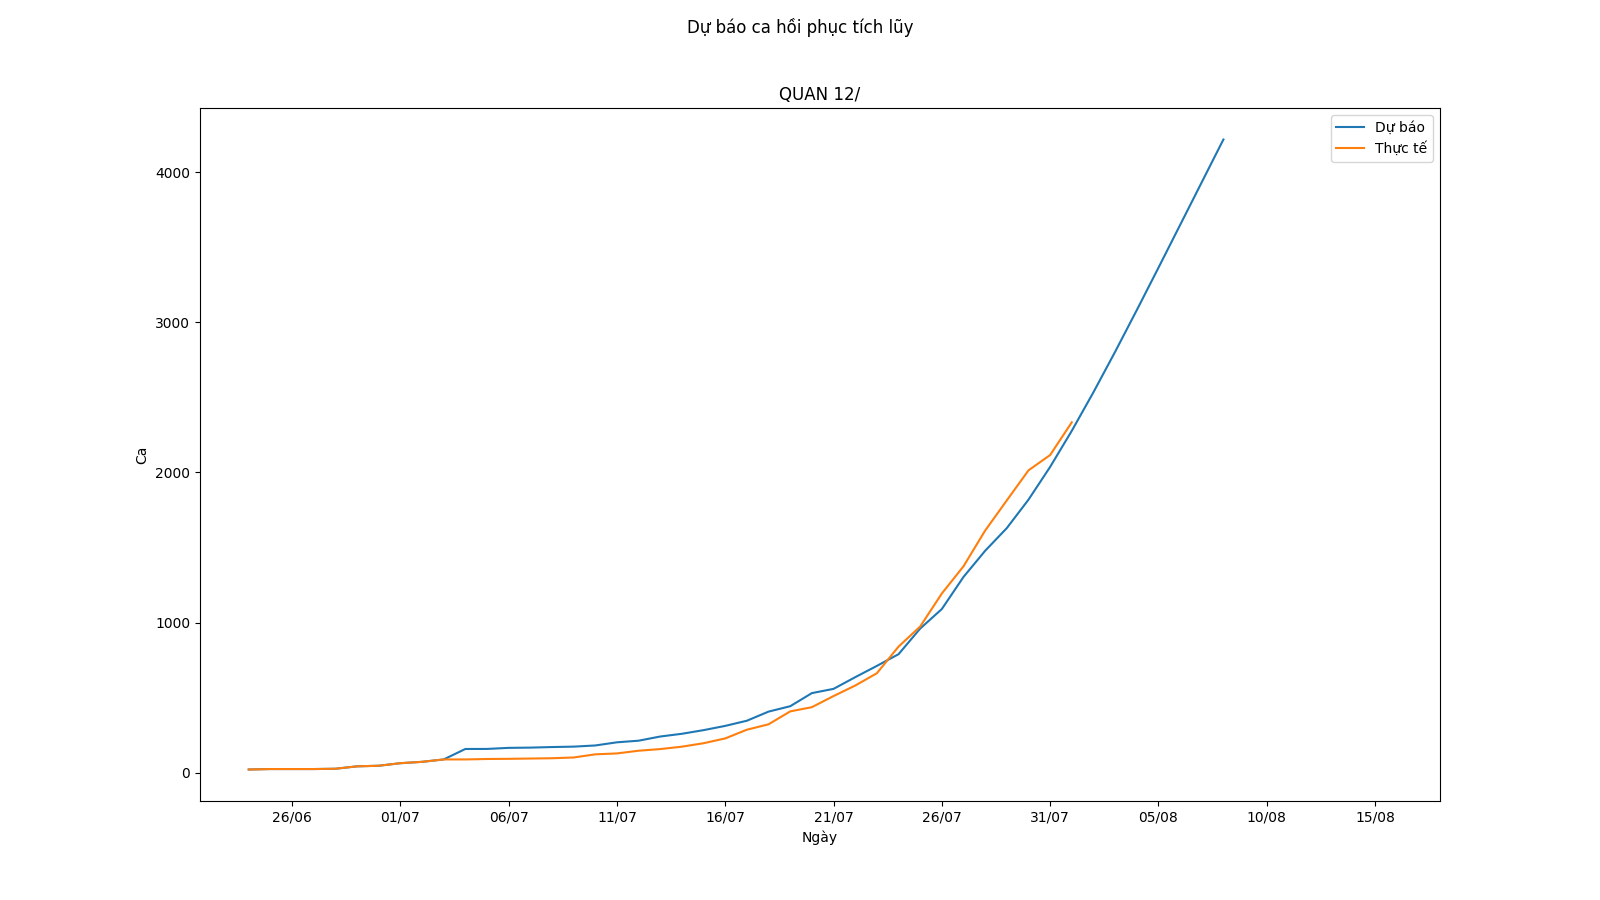 Dự báo ca hồi phục tích lũy
QUAN 12/
Dự báo
Thực tế
4000
3000
2000
1000
0
Ca
26/06
01/07
06/07
11/07
16/07
21/07
26/07
31/07
05/08
10/08
15/08
Ngày